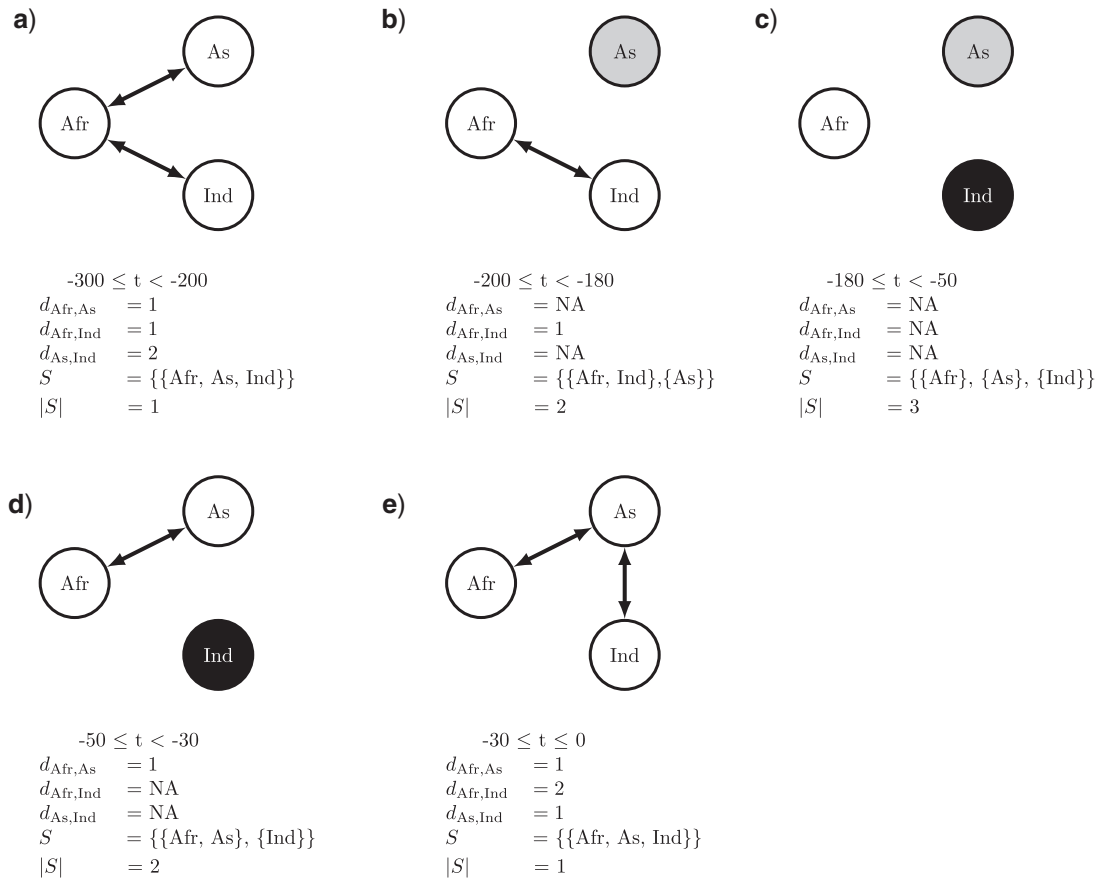 a)
As
Afr
Ind
-300 ≤ t < -200
d_Afr,As = 1
d_Afr,Ind = 1
d_As,Ind = 2
S = {{Afr, As, Ind}}
|S| = 1
b)
As
Afr
Ind
-200 ≤ t < -180
d_Afr,As = NA
d_Afr,Ind = 1
d_As,Ind = NA
S = {{Afr, Ind},{As}}
|S| = 2
c)
As
Afr
Ind
-180 ≤ t < -50
d_Afr,As = NA
d_Afr,Ind = NA
d_As,Ind = NA
S = {{Afr}, {As}, {Ind}}
|S| = 3
d)
As
Afr
Ind
-50 ≤ t < -30
d_Afr,As = 1
d_Afr,Ind = NA
d_As,Ind = NA
S = {{Afr, As}, {Ind}}
|S| = 2
e)
As
Afr
Ind
-30 ≤ t ≤ 0
d_Afr,As = 1
d_Afr,Ind = 2
d_As,Ind = 1
S = {{Afr, As, Ind}}
|S| = 1